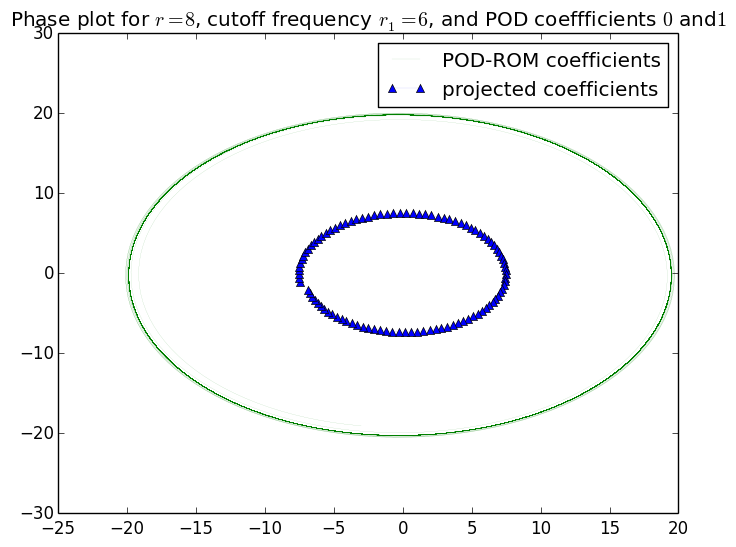 Phase plot for r = 8, cutoff frequency r₁ = 6, and POD coeffficients 0 and1
POD-ROM coefficients
projected coefficients
30
20
10
0
−10
−20
−30
−25 −20 −15 −10 −5 0 5 10 15 20